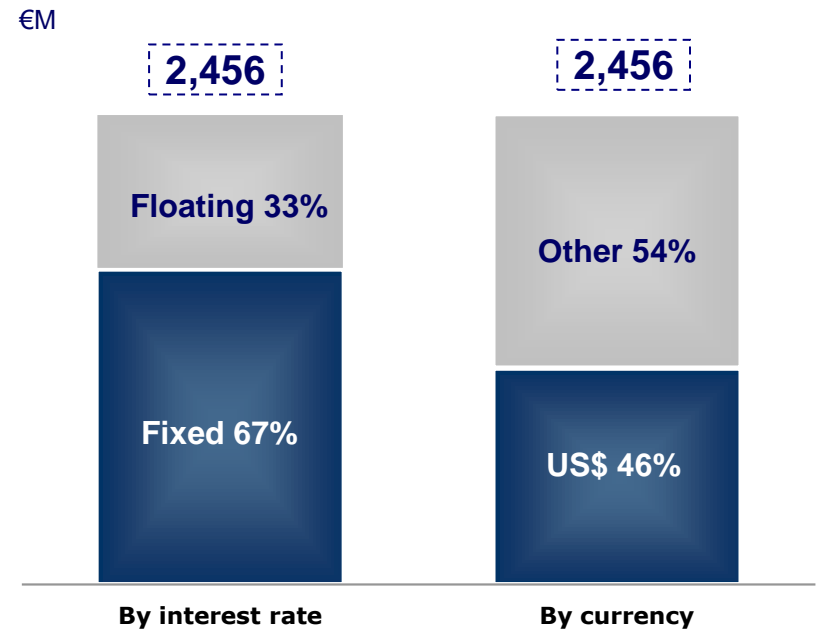 €M
2,456
2,456
Floating 33%
Other 54%
Fixed 67%
US$ 46%
By interest rate
By currency